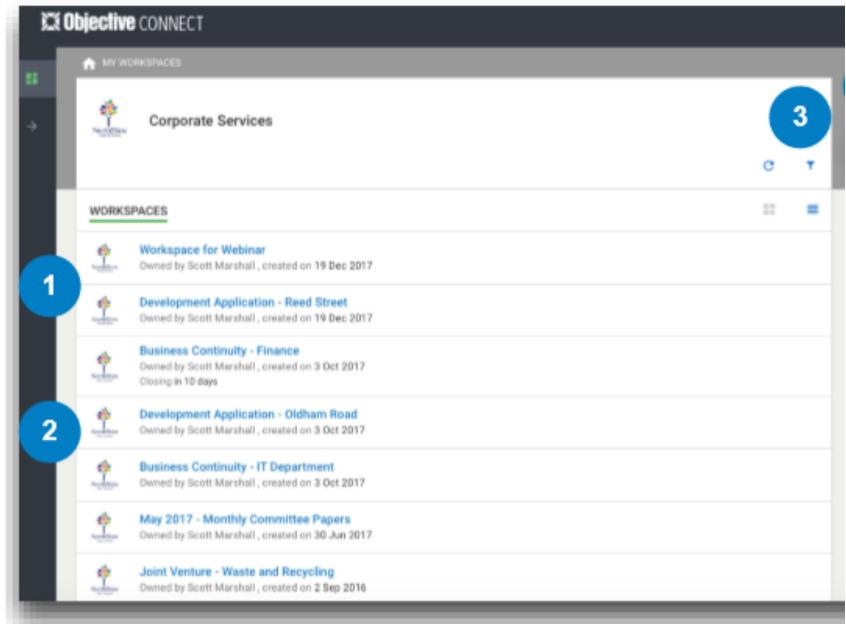 Objective CONNECT
MY WORKSPACES
Corporate Services
3
WORKSPACES
Workspace for Webinar
Owned by Scott Marshall , created on 19 Dec 2017
1
Development Application - Reed Street
Owned by Scott Marshall , created on 19 Dec 2017
Business Continuity - Finance
Owned by Scott Marshall , created on 3 Oct 2017
Closing in 10 days
Development Application - Oldham Road
2
Owned by Scott Marshall , created on 3 Oct 2017
Business Continuity - IT Department
Owned by Scott Marshall , created on 3 Oct 2017
May 2017 - Monthly Committee Papers
Owned by Scott Marshall , created on 30 Jun 2017
Joint Venture - Waste and Recycling
Owned by Scott Marshall , created on 2 Sep 2016